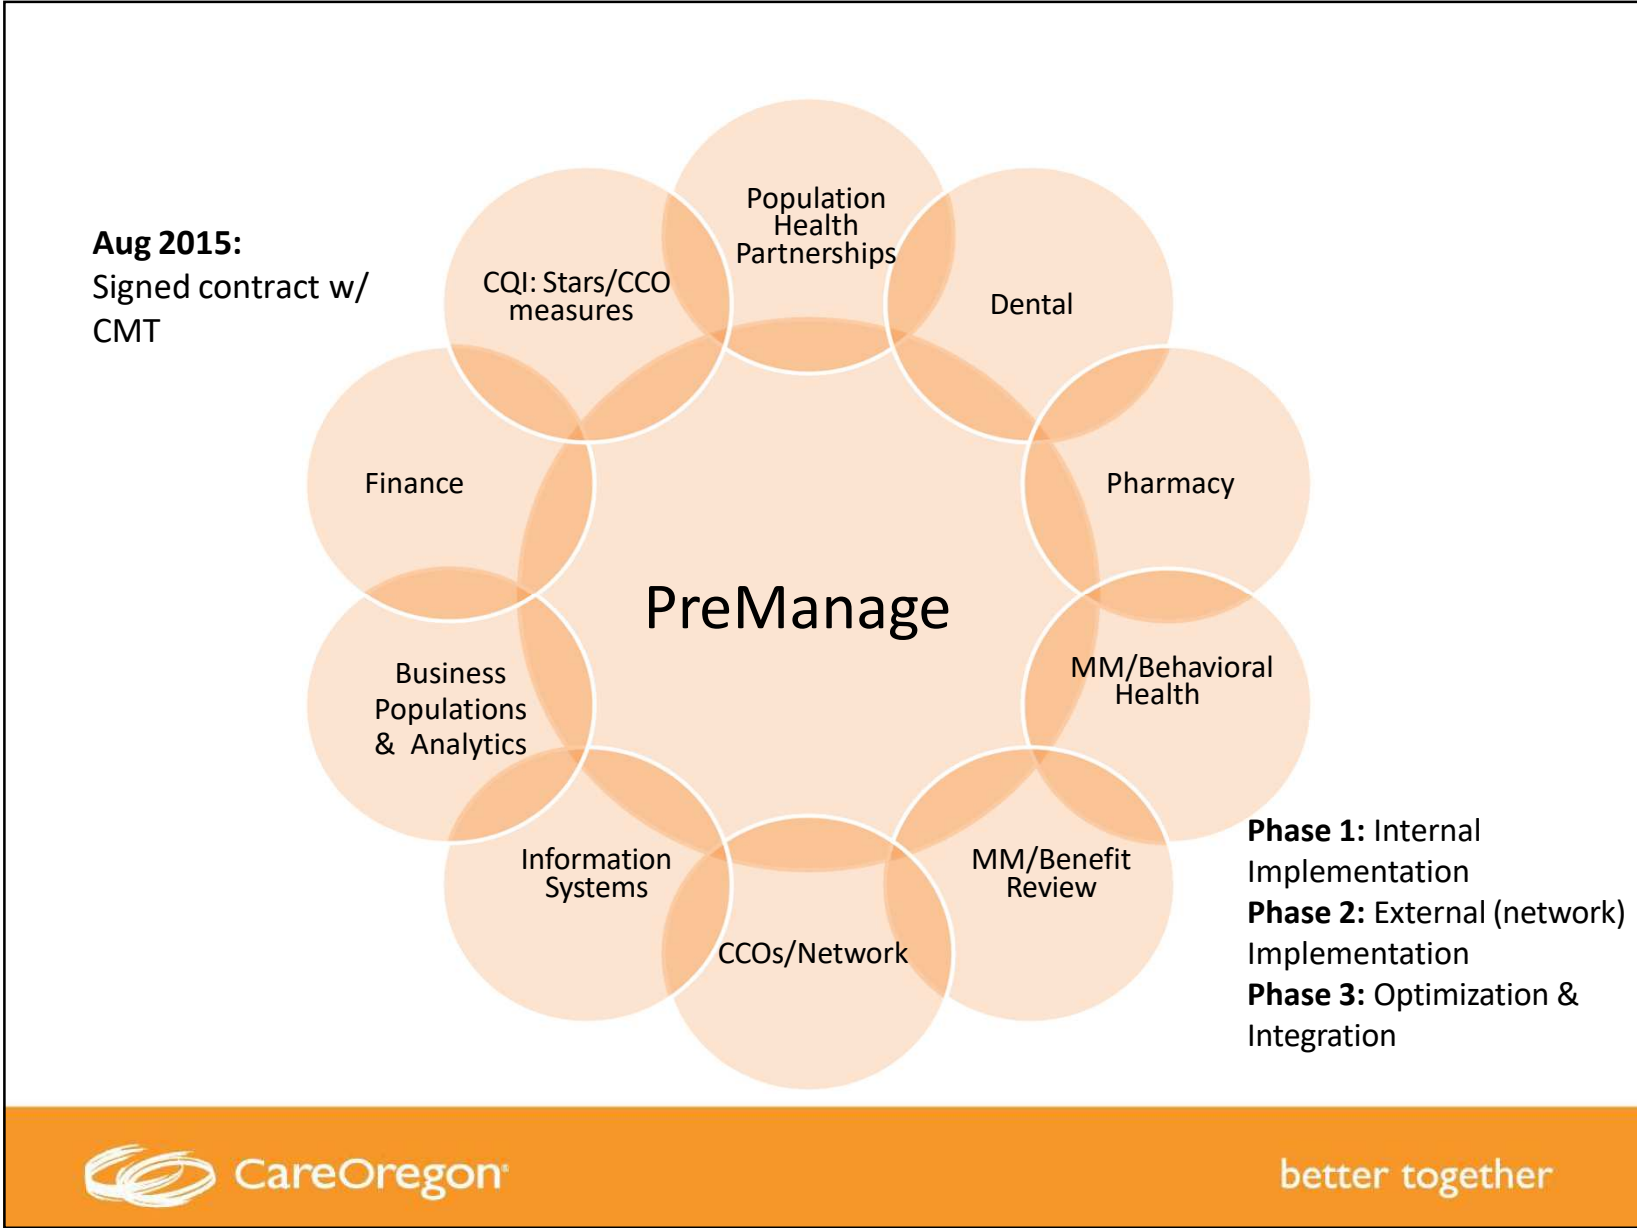 Aug 2015:
Signed contract w/
CMT
Population
Health
Partnerships
Dental
Pharmacy
MM/Behavioral
Health
MM/Benefit
Review
CCOs/Network
Information
Systems
Business
Populations
& Analytics
Finance
CQI: Stars/CCO
measures
PreManage
Phase 1: Internal
Implementation
Phase 2: External (network)
Implementation
Phase 3: Optimization &
Integration
CareOregon®
better together